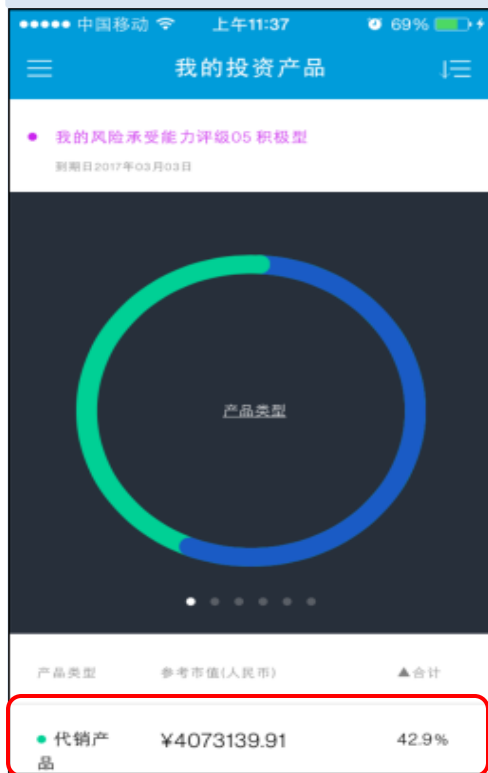 中国移动 上午11:37 69%
我的投资产品
我的风险承受能力评级05 积极型
到期日2017年03月03日
产品类型
产品类型 参考市值(人民币) ▲合计
代销产 ¥4073139.91 42.9%
品